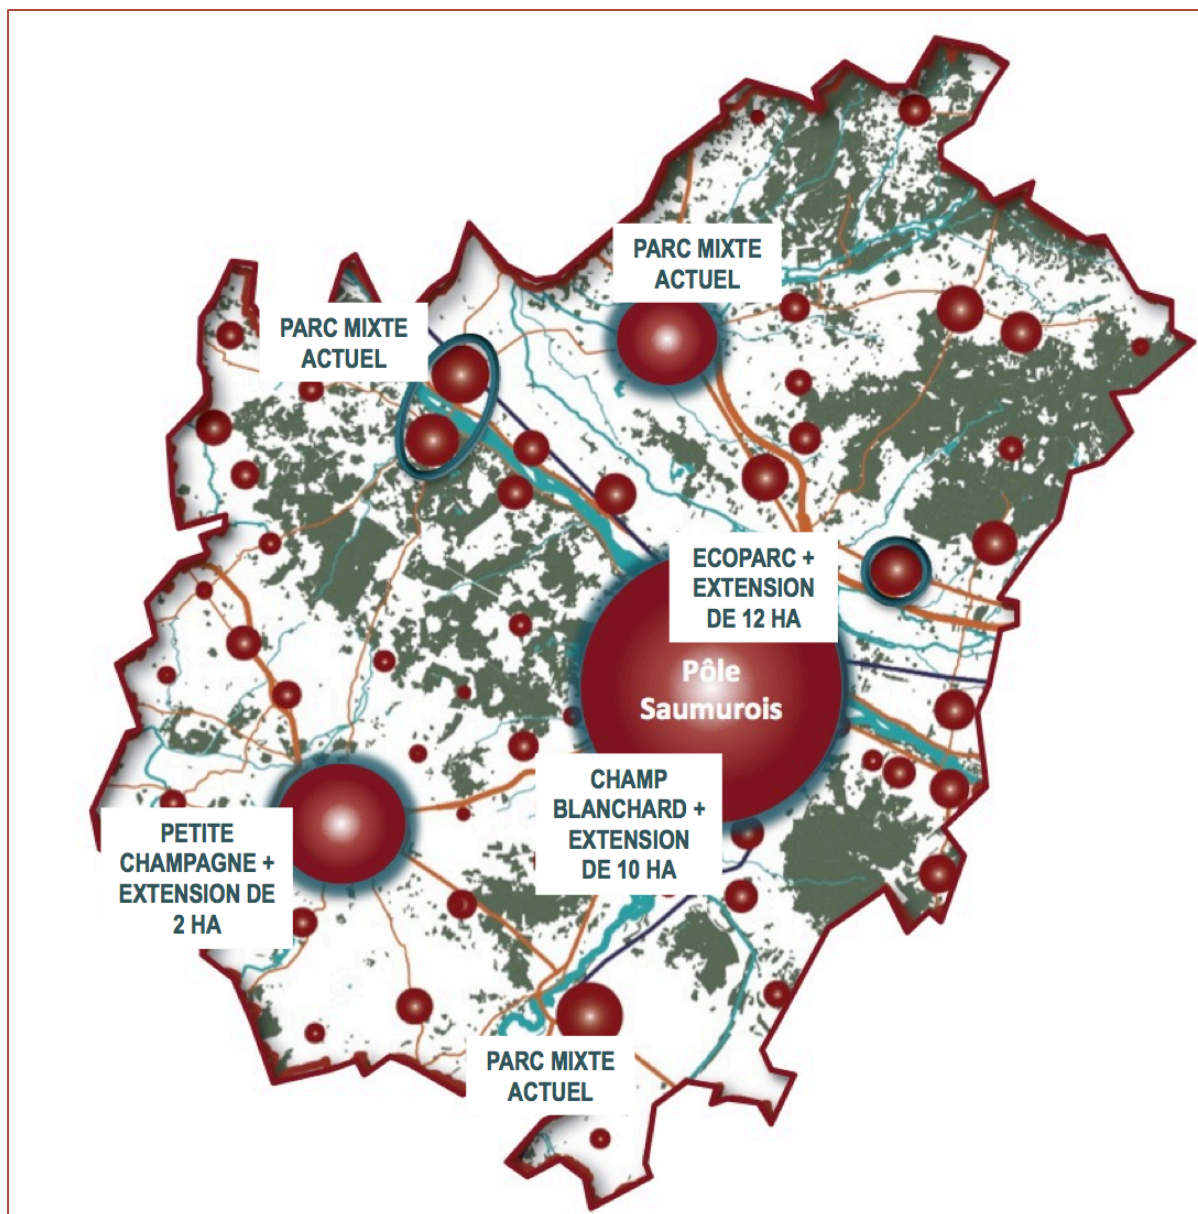 PARC MIXTE
ACTUEL
PARC MIXTE
ACTUEL
ECOPARC +
EXTENSION
DE 12 HA
Pôle
Saumurois
CHAMP
BLANCHARD +
EXTENSION
DE 10 HA
PETITE
CHAMPAGNE +
EXTENSION DE
2 HA
PARC MIXTE
ACTUEL